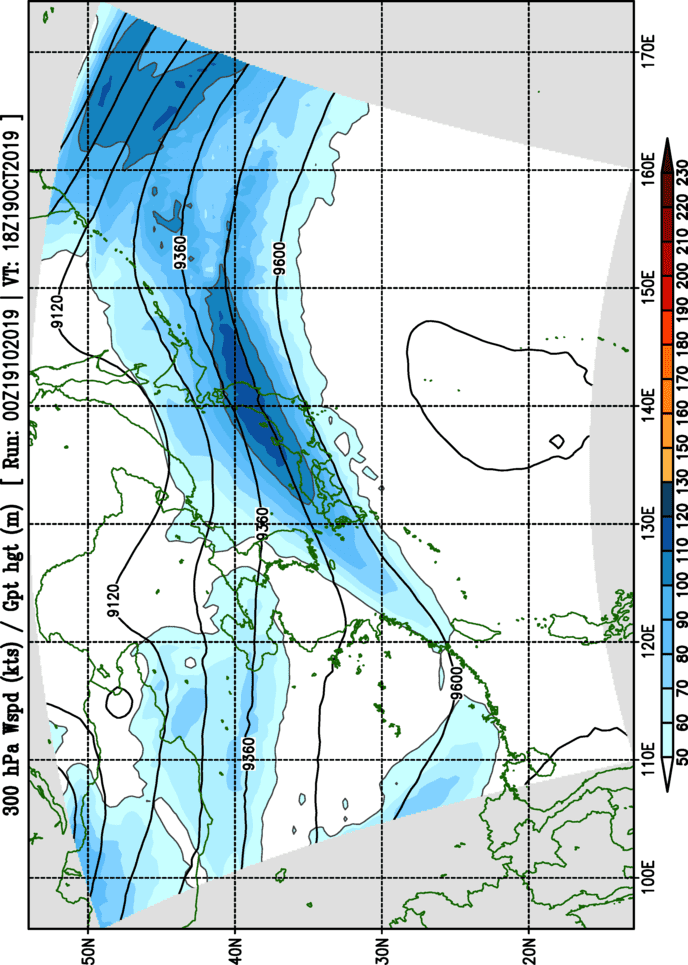 300 hPa Wspd (kts) / Gpt hgt (m) [ Run: 00Z19102019 | VT: 18Z19OCT2019 ]
50N
40N
30N
20N
100E
110E
120E
130E
140E
150E
160E
170E
9120
9360
9600
9120
9360
9360
9600
50
60
70
80
90
100
110
120
130
140
150
160
170
180
190
200
210
220
230